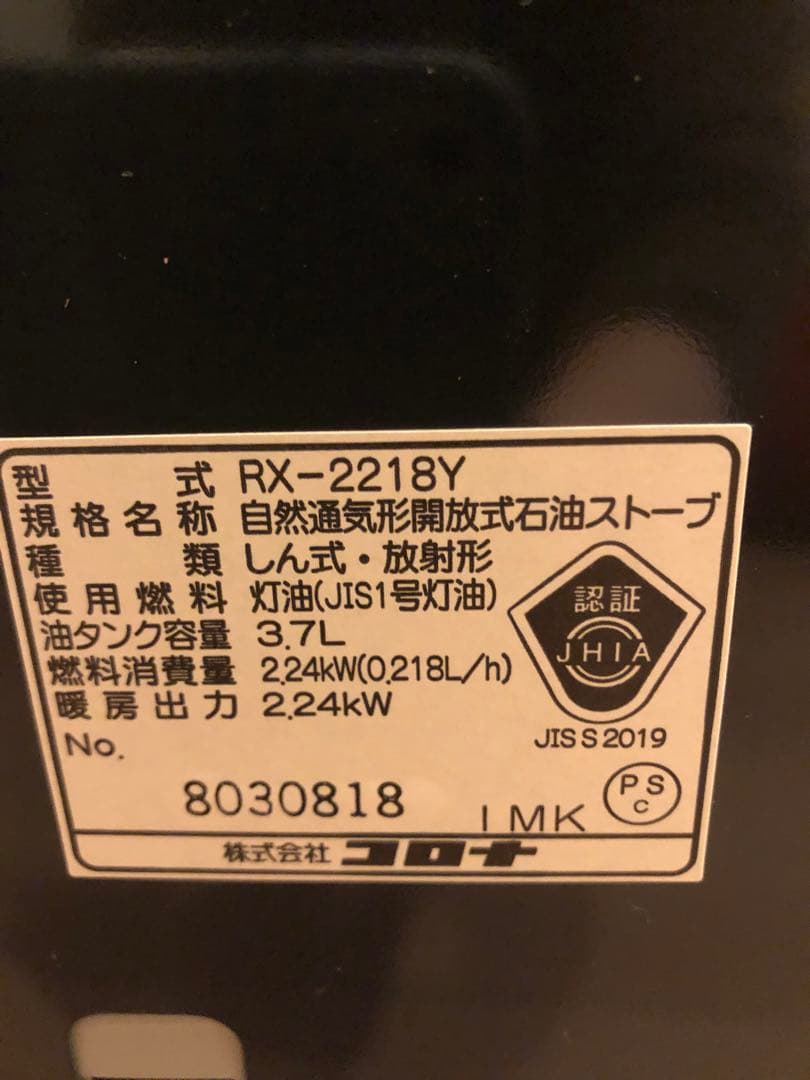 型式 RX-2218Y
規格名称 自然通気形開放式石油ストーブ
種類 しん式・放射形
使用燃料 灯油(JIS1号灯油)
油タンク容量 3.7L
燃料消費量 2.24kW(0.218L/h)
暖房出力 2.24kW
認証
JHIA
JIS S 2019
No.
8030818
IMK
PS
C
株式会社 コロナ